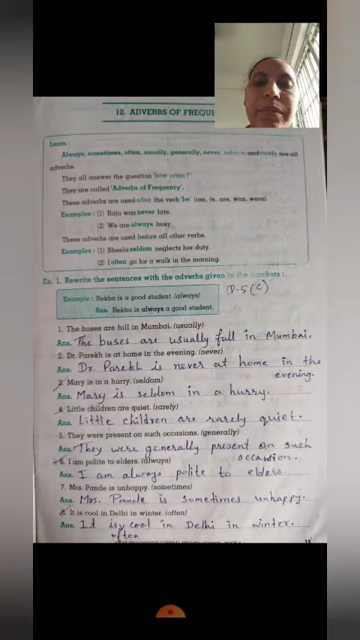 10. ADVERBS OF FREQUE
Learn :
Always, sometimes, often, usually, generally, never, seldom and rarely are all
adverbs.
They all answer the question 'how often?'
They are called 'Adverbs of Frequency'.
These adverbs are used after the verb 'be' (am, is, are, was, were)
Examples : (1) Raju was never late.
(2) We are always busy.
These adverbs are used before all other verbs.
Examples : (1) Sheela seldom neglects her duty.
(2) I often go for a walk in the morning.
Ex. 1. Rewrite the sentences with the adverbs given in the brackets :
P-5 (C)
Example : Rekha is a good student. (always)
Ans. Rekha is always a good student.
1. The buses are full in Mumbai. (usually)
Ans. The buses are usually full in Mumbai.
2. Dr. Parekh is at home in the evening. (never)
Ans. Dr. Parekh is never at home in the
evening.
3. Mary is in a hurry. (seldom)
Ans. Mary is seldom in a hurry.
4. Little children are quiet. (rarely)
Ans. Little children are rarely quiet.
5. They were present on such occasions. (generally)
Ans. They were generally present on such
occasion.
6. I am polite to elders. (always)
Ans. I am always polite to elders.
7. Mrs. Pande is unhappy. (sometimes)
Ans. Mrs. Pande is sometimes unhappy.
8. It is cool in Delhi in winter. (often)
Ans. It is cool in Delhi in winter.
often
15